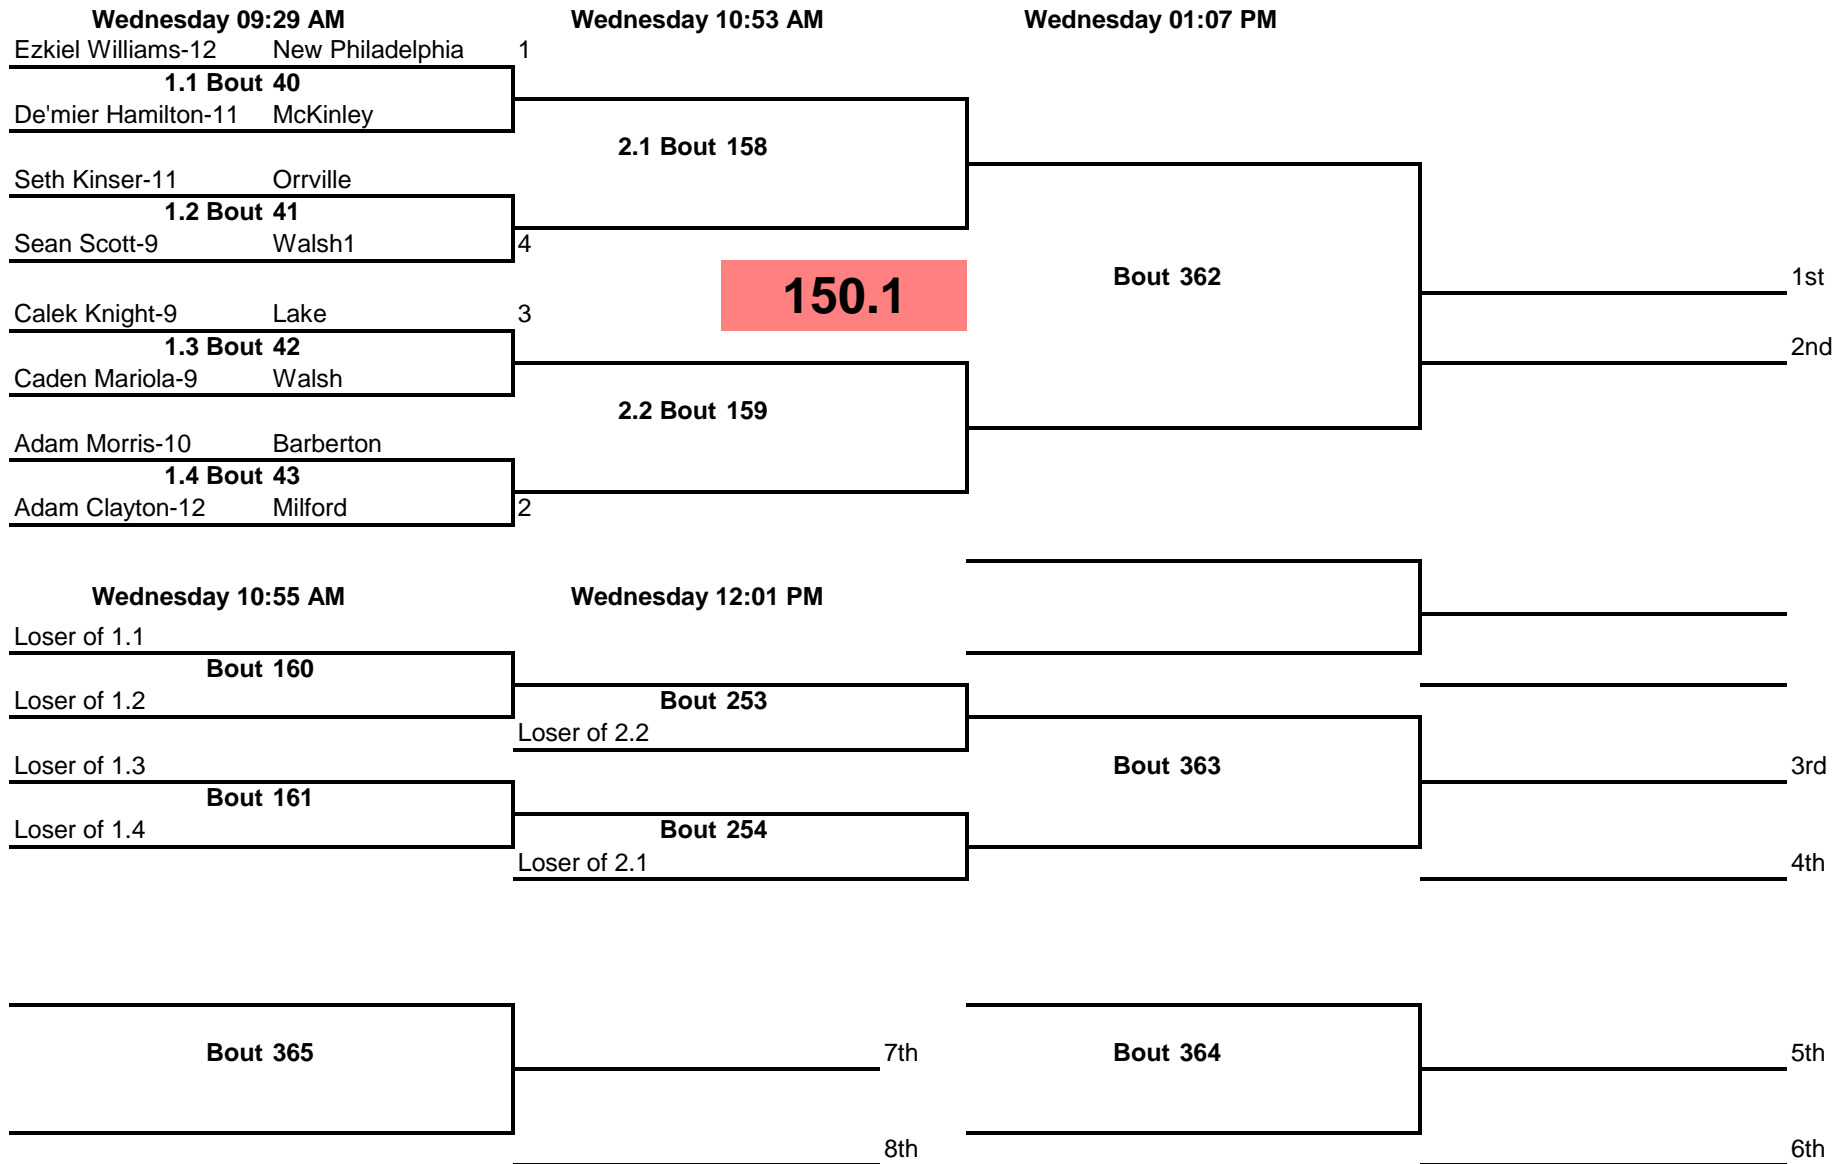 Wednesday 09:29 AM Wednesday 10:53 AM Wednesday 01:07 PM
Ezkiel Williams-12 New Philadelphia 1
1.1 Bout 40
De'mier Hamilton-11 McKinley
2.1 Bout 158
Seth Kinser-11 Orrville
1.2 Bout 41
Sean Scott-9 Walsh1 4
150.1 Bout 362 1st
Calek Knight-9 Lake 3
1.3 Bout 42 2nd
Caden Mariola-9 Walsh
2.2 Bout 159
Adam Morris-10 Barberton
1.4 Bout 43
Adam Clayton-12 Milford 2
Wednesday 10:55 AM Wednesday 12:01 PM
Loser of 1.1
Bout 160
Loser of 1.2 Bout 253
Loser of 2.2
Loser of 1.3 Bout 363 3rd
Bout 161
Loser of 1.4 Bout 254
Loser of 2.1 4th
Bout 365 7th Bout 364 5th
8th 6th